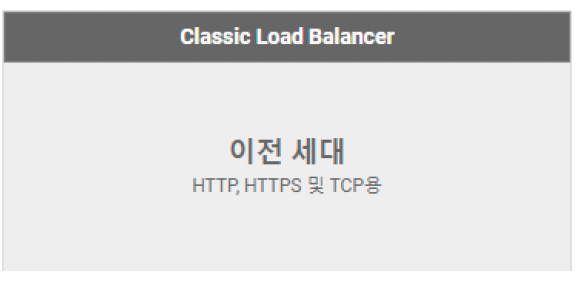 Classic Load Balancer
이전 세대
HTTP, HTTPS 및 TCP용